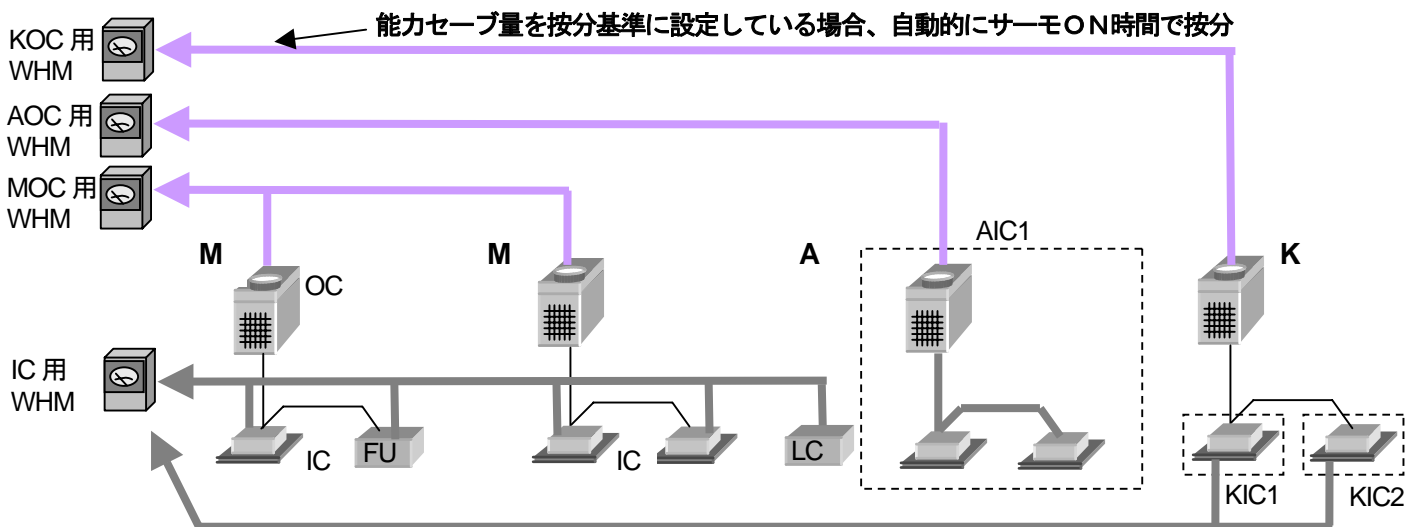 能力セーブ量を按分基準に設定している場合、自動的にサーモON時間で按分
KOC 用
WHM
AOC 用
WHM
MOC 用
WHM
M
M
A
AIC1
K
OC
IC 用
WHM
IC
FU
IC
LC
KIC1
KIC2